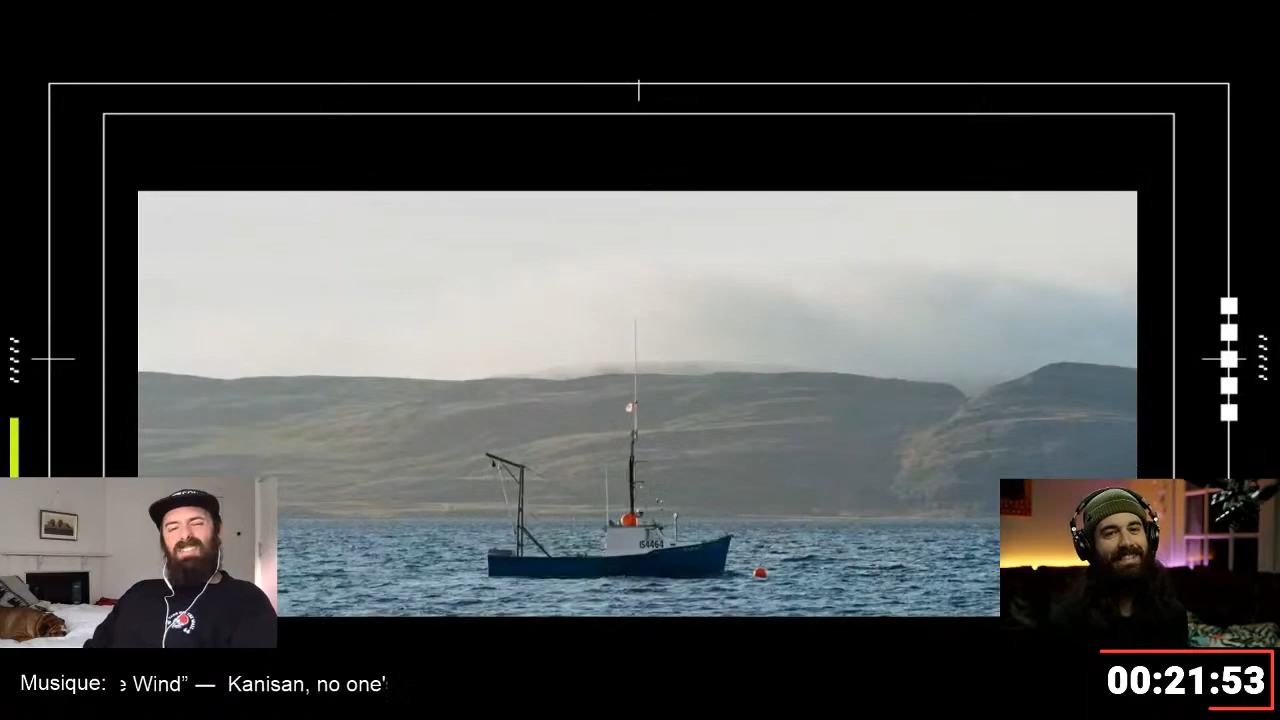 IS4464
Musique: e Wind” — Kanisan, no one'
00:21:53